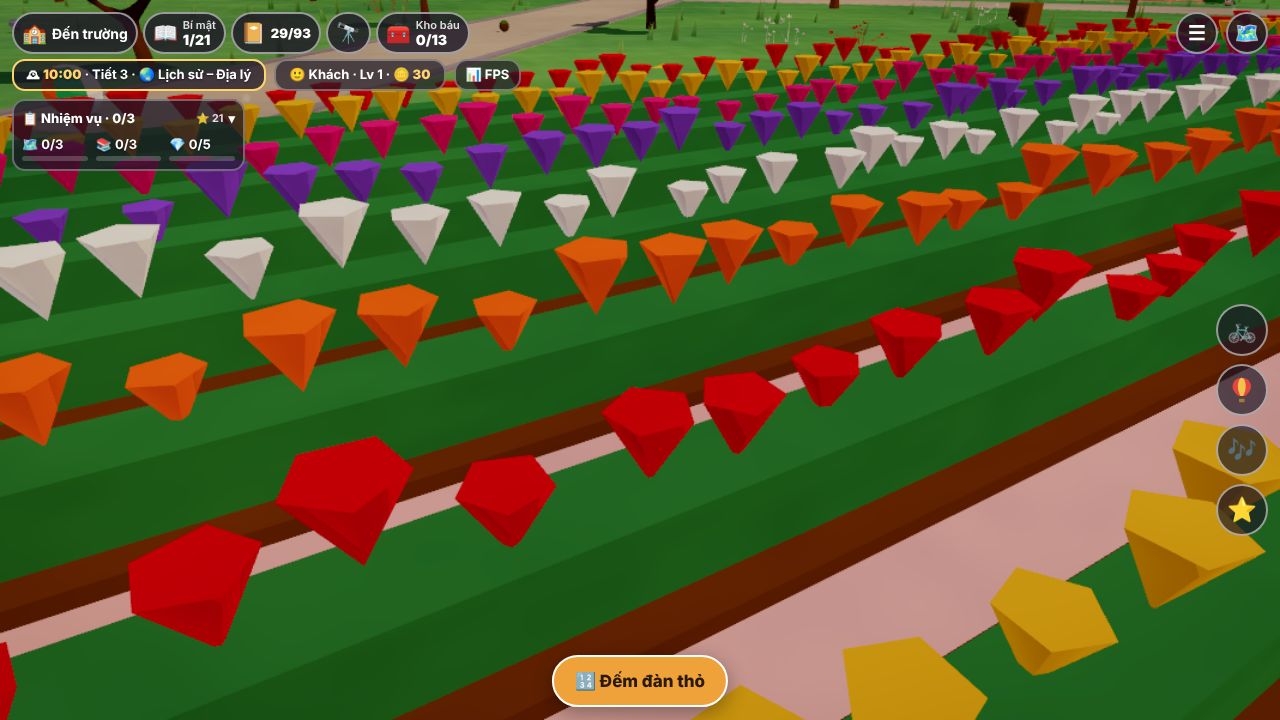 Đến trường
Bí mật
1/21
29/93
Kho báu
0/13
10:00 · Tiết 3 · Lịch sử – Địa lý
Khách · Lv 1 · 30
FPS
Nhiệm vụ · 0/3
21 ▾
0/3
0/3
0/5
Đếm đàn thỏ